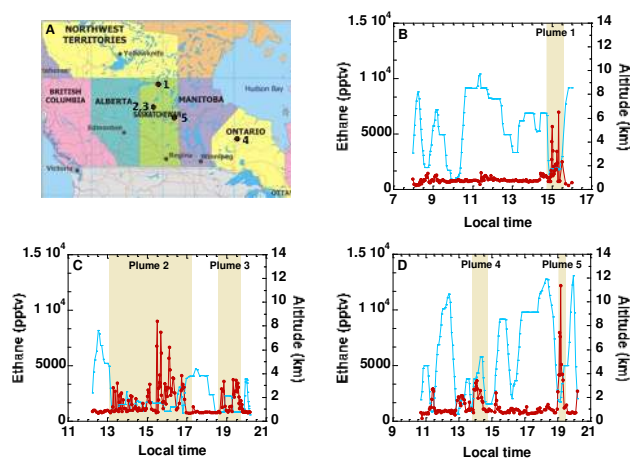 A
NORTHWEST
TERRITORIES
Yellowknife
Hudson Bay
BRITISH
COLUMBIA
ALBERTA
MANITOBA
SASKATCHEWAN
ONTARIO
Edmonton
Regina
Winnipeg
Victoria
1
2,3
5
4
B
Plume 1
1.5 10⁴
1 10⁴
5000
0
Ethane (pptv)
14
12
10
8
6
4
2
0
Altitude (km)
7 9 11 13 15 17
Local time
C
Plume 2
Plume 3
1.5 10⁴
1 10⁴
5000
0
Ethane (pptv)
14
12
10
8
6
4
2
0
Altitude (km)
11 13 15 17 19 21
Local time
D
Plume 4
Plume 5
1.5 10⁴
1 10⁴
5000
0
Ethane (pptv)
14
12
10
8
6
4
2
0
Altitude (km)
9 11 13 15 17 19 21
Local time